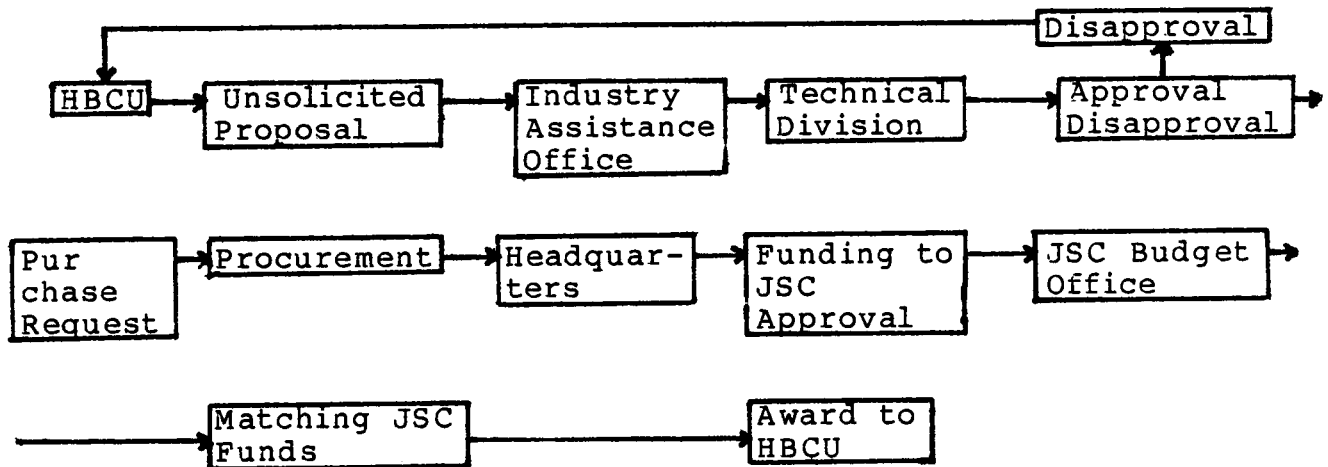 Disapproval
HBCU
Unsolicited
Proposal
Industry
Assistance
Office
Technical
Division
Approval
Disapproval
Pur
chase
Request
Procurement
Headquar-
ters
Funding to
JSC
Approval
JSC Budget
Office
Matching JSC
Funds
Award to
HBCU